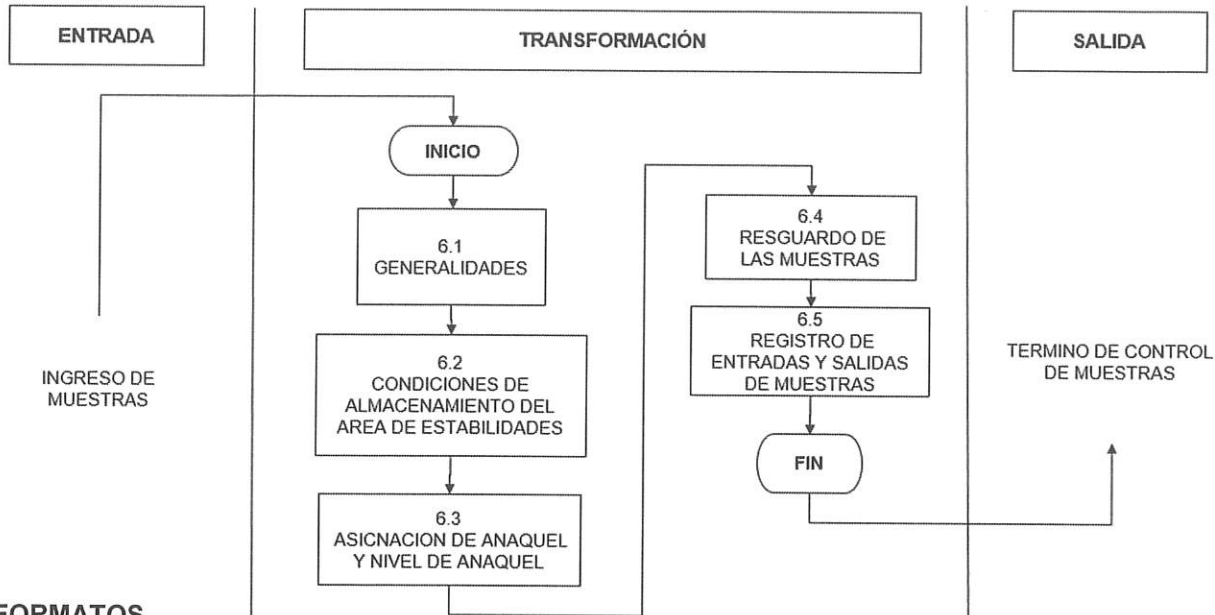 ENTRADA
TRANSFORMACIÓN
SALIDA
INGRESO DE
MUESTRAS
INICIO
6.1
GENERALIDADES
6.2
CONDICIONES DE
ALMACENAMIENTO DEL
AREA DE ESTABILIDADES
6.3
ASICNACION DE ANAQUEL
Y NIVEL DE ANAQUEL
6.4
RESGUARDO DE
LAS MUESTRAS
6.5
REGISTRO DE
ENTRADAS Y SALIDAS
DE MUESTRAS
FIN
TERMINO DE CONTROL
DE MUESTRAS
FORMATOS